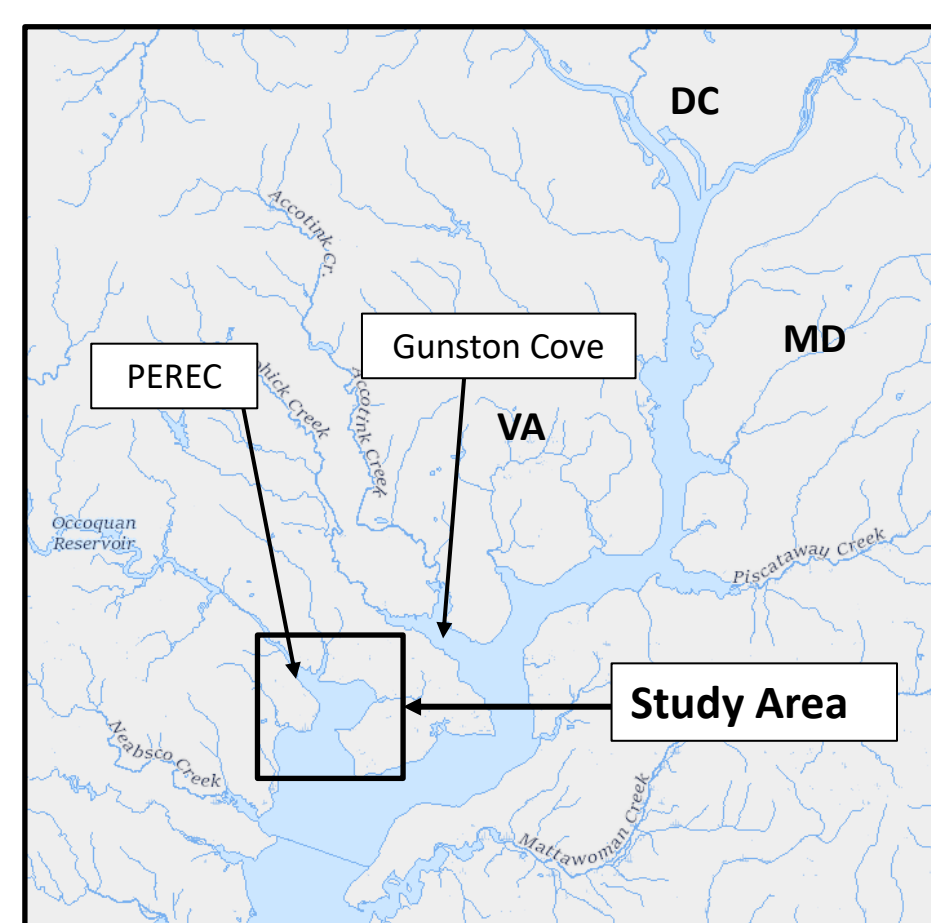 DC
Accotink Cr.
MD
Gunston Cove
PEREC
hick Creek
Accotink Creek
VA
Occoquan
Reservoir
Piscataway Creek
Study Area
Neabsco Creek
Mattawoman Creek